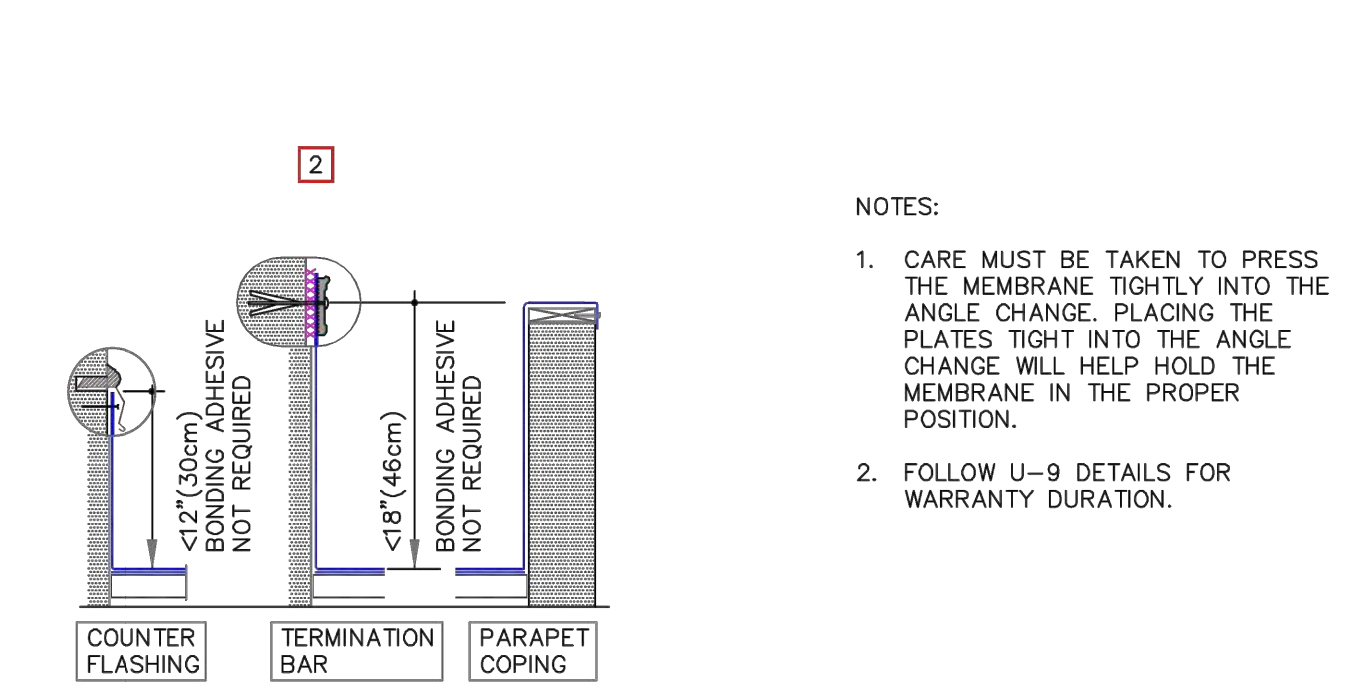 2
NOTES:
1. CARE MUST BE TAKEN TO PRESS
THE MEMBRANE TIGHTLY INTO THE
ANGLE CHANGE. PLACING THE
PLATES TIGHT INTO THE ANGLE
CHANGE WILL HELP HOLD THE
MEMBRANE IN THE PROPER
POSITION.
2. FOLLOW U-9 DETAILS FOR
WARRANTY DURATION.
<12"(30cm)
BONDING ADHESIVE
NOT REQUIRED
<18"(46cm)
BONDING ADHESIVE
NOT REQUIRED
COUNTER
FLASHING
TERMINATION
BAR
PARAPET
COPING